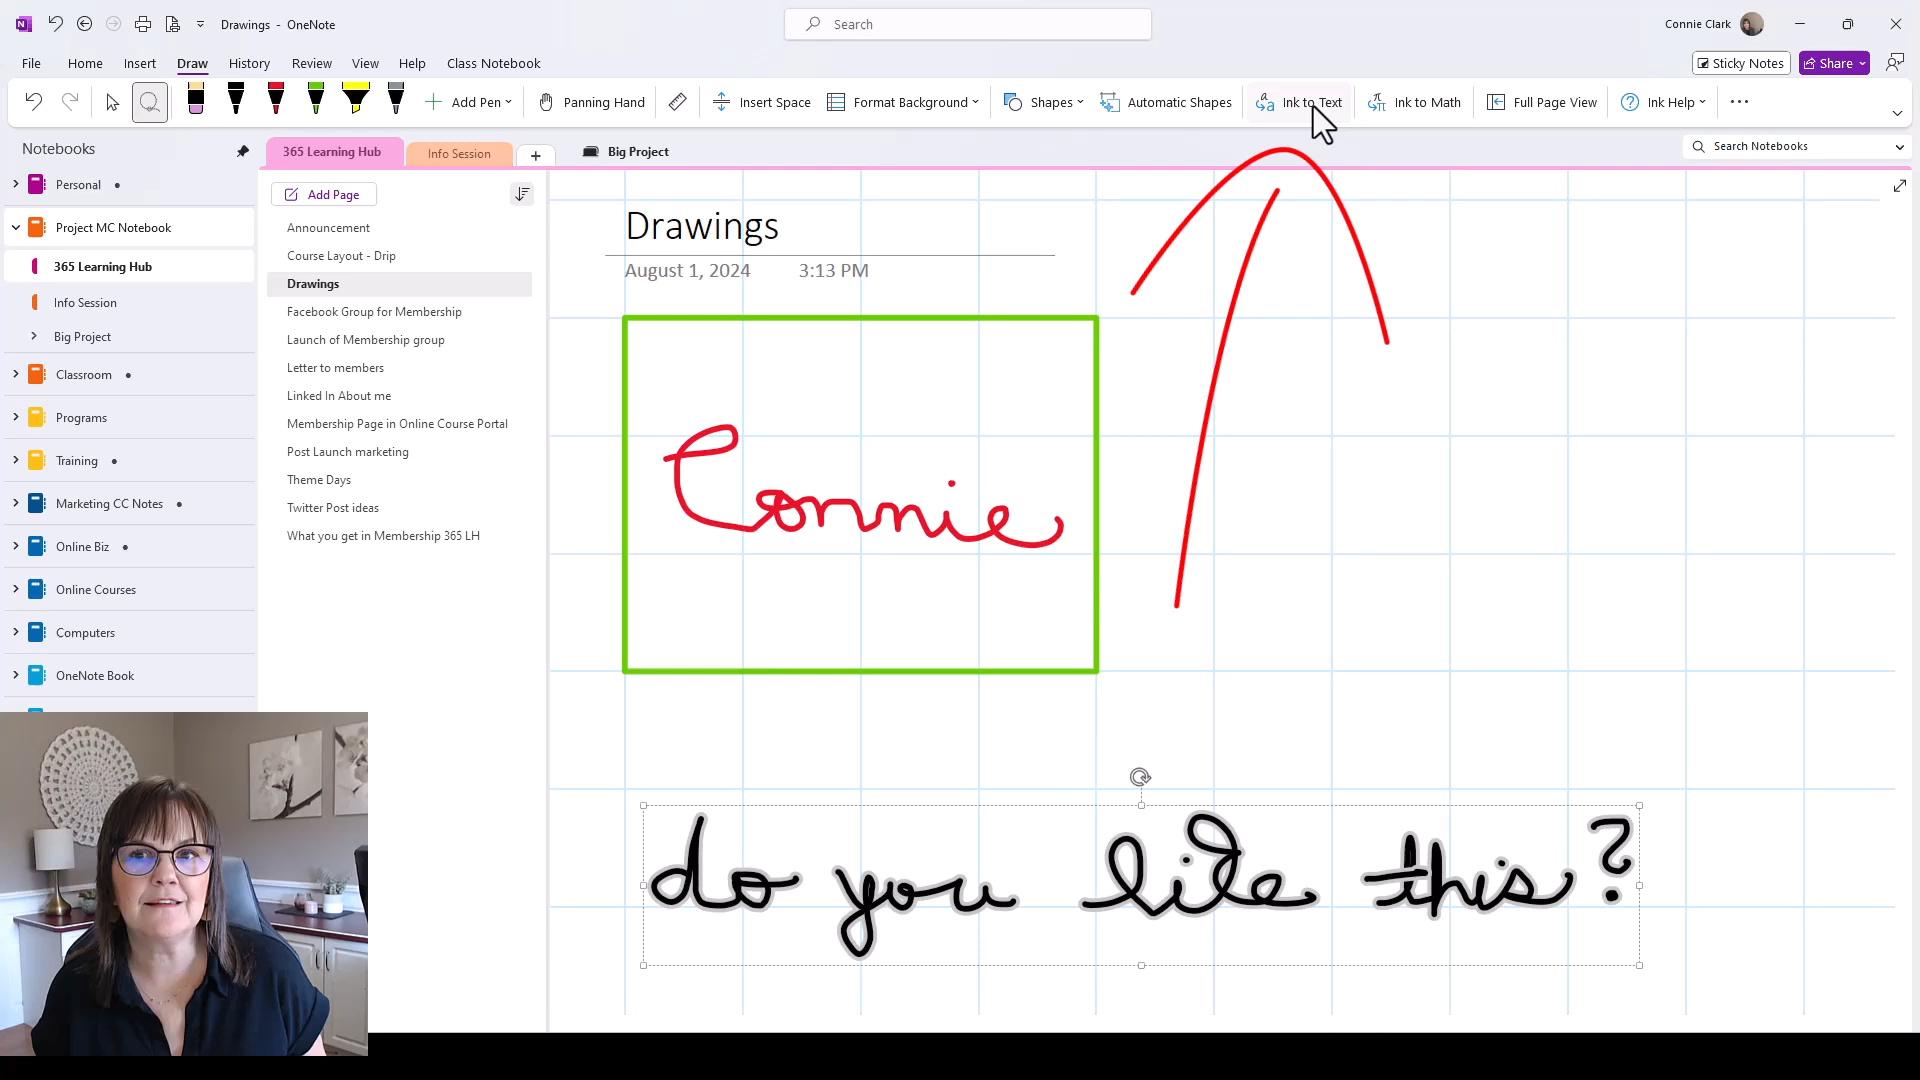 Drawings - OneNote
Search
Connie Clark
File Home Insert Draw History Review View Help Class Notebook
Sticky Notes Share
Add Pen Panning Hand Insert Space Format Background Shapes Automatic Shapes Ink to Text Ink to Math Full Page View Ink Help
Notebooks
365 Learning Hub Info Session + Big Project
Search Notebooks
Personal
Project MC Notebook
365 Learning Hub
Info Session
Big Project
Classroom
Programs
Training
Marketing CC Notes
Online Biz
Online Courses
Computers
OneNote Book
Add Page
Announcement
Course Layout - Drip
Drawings
Facebook Group for Membership
Launch of Membership group
Letter to members
Linked In About me
Membership Page in Online Course Portal
Post Launch marketing
Theme Days
Twitter Post ideas
What you get in Membership 365 LH
Drawings
August 1, 2024 3:13 PM
Connie
do you like this?